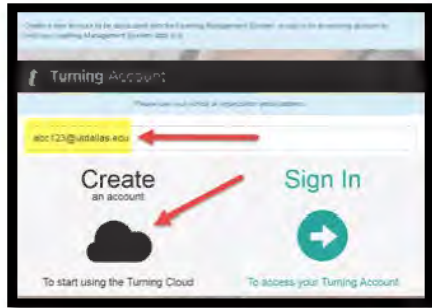 Turning Account
Please use your school or organization email address.
abc123@utdallas.edu
Create
an account
Sign In
To start using the Turning Cloud
To access your Turning Account